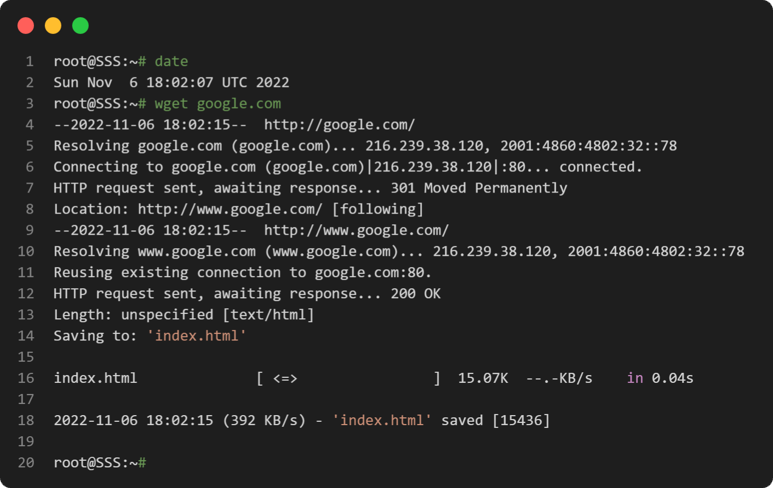 1 root@SSS:~# date
2 Sun Nov  6 18:02:07 UTC 2022
3 root@SSS:~# wget google.com
4 --2022-11-06 18:02:15--  http://google.com/
5 Resolving google.com (google.com)... 216.239.38.120, 2001:4860:4802:32::78
6 Connecting to google.com (google.com)|216.239.38.120|:80... connected.
7 HTTP request sent, awaiting response... 301 Moved Permanently
8 Location: http://www.google.com/ [following]
9 --2022-11-06 18:02:15--  http://www.google.com/
10 Resolving www.google.com (www.google.com)... 216.239.38.120, 2001:4860:4802:32::78
11 Reusing existing connection to google.com:80.
12 HTTP request sent, awaiting response... 200 OK
13 Length: unspecified [text/html]
14 Saving to: 'index.html'
15
16 index.html              [ <=>                ]  15.07K  --.-KB/s    in 0.04s
17
18 2022-11-06 18:02:15 (392 KB/s) - 'index.html' saved [15436]
19
20 root@SSS:~#